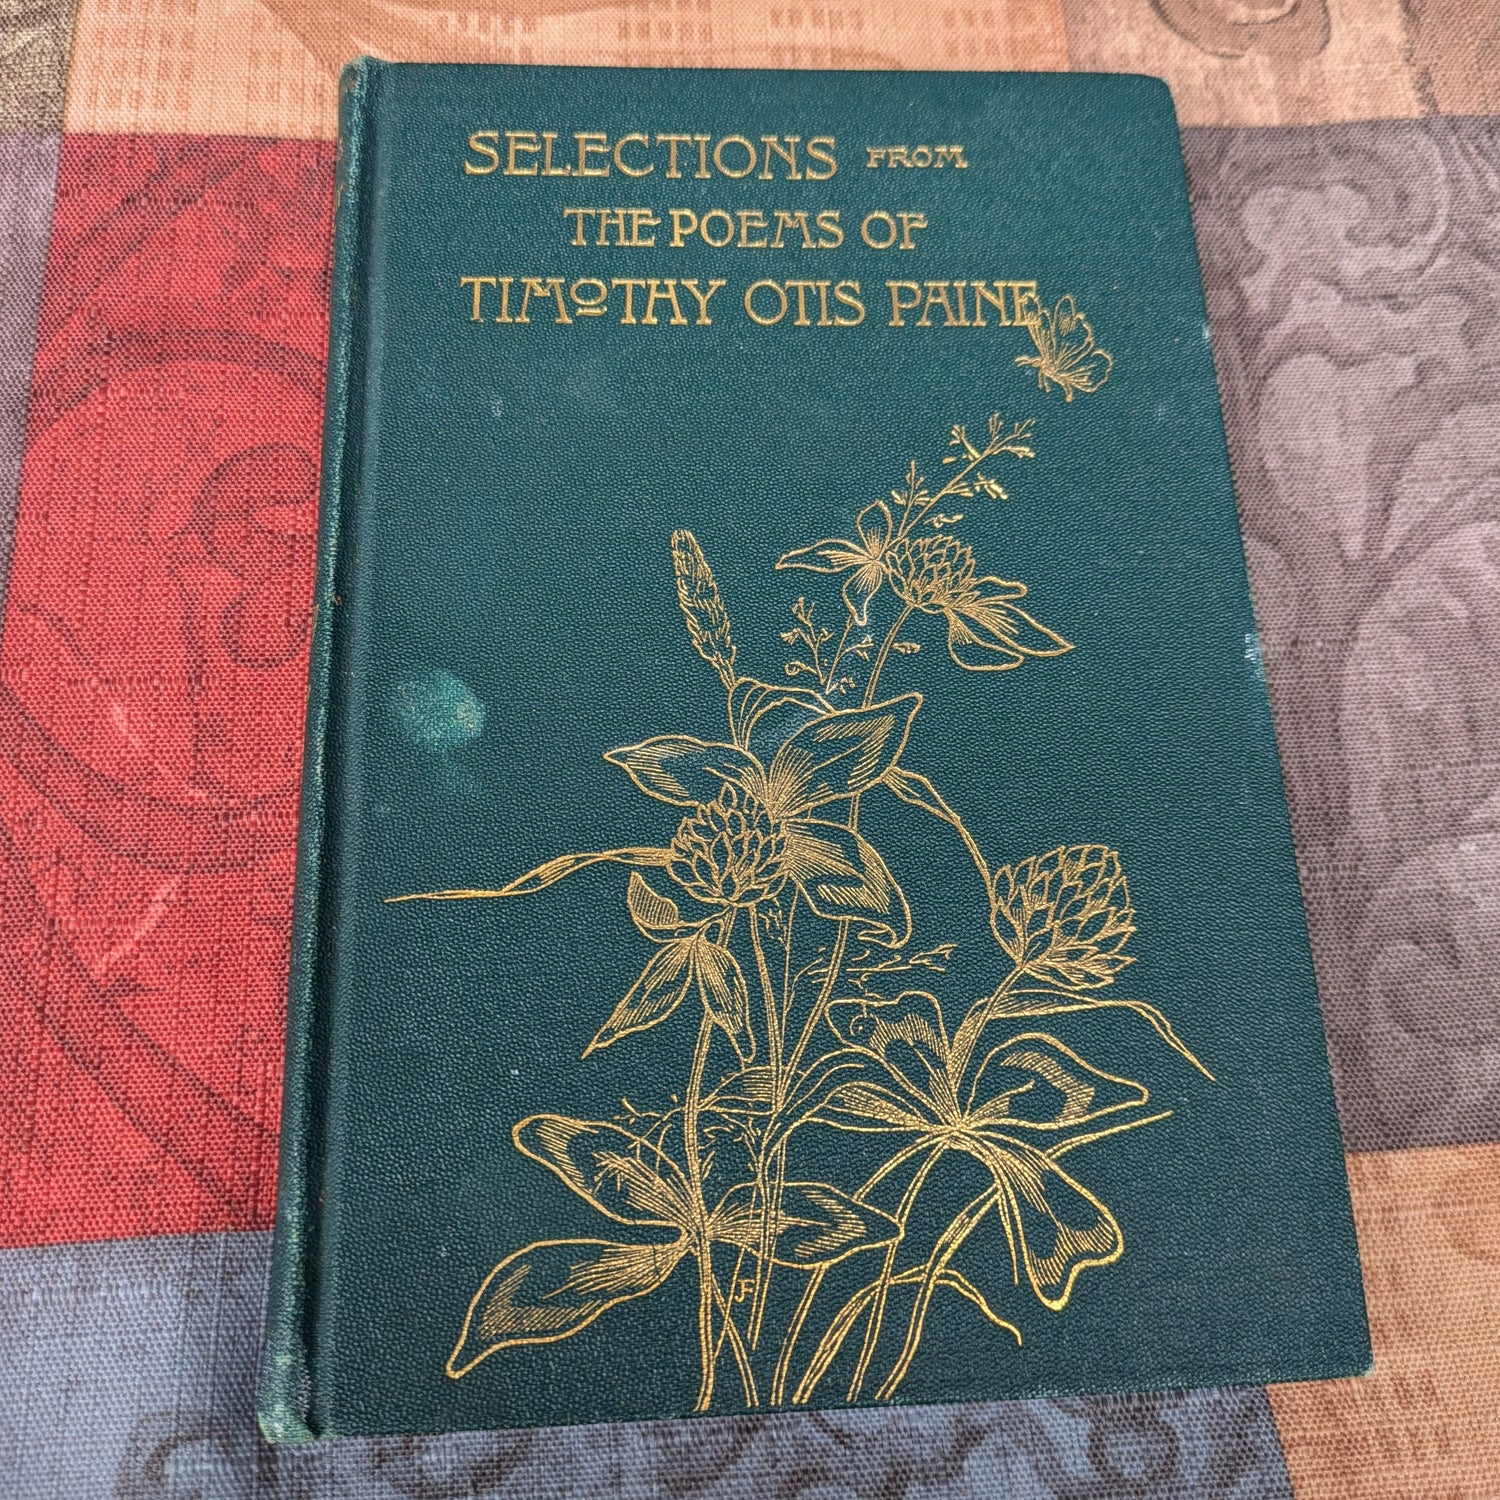 SELECTIONS FROM
THE POEMS OF
TIMOTHY OTIS PAINE